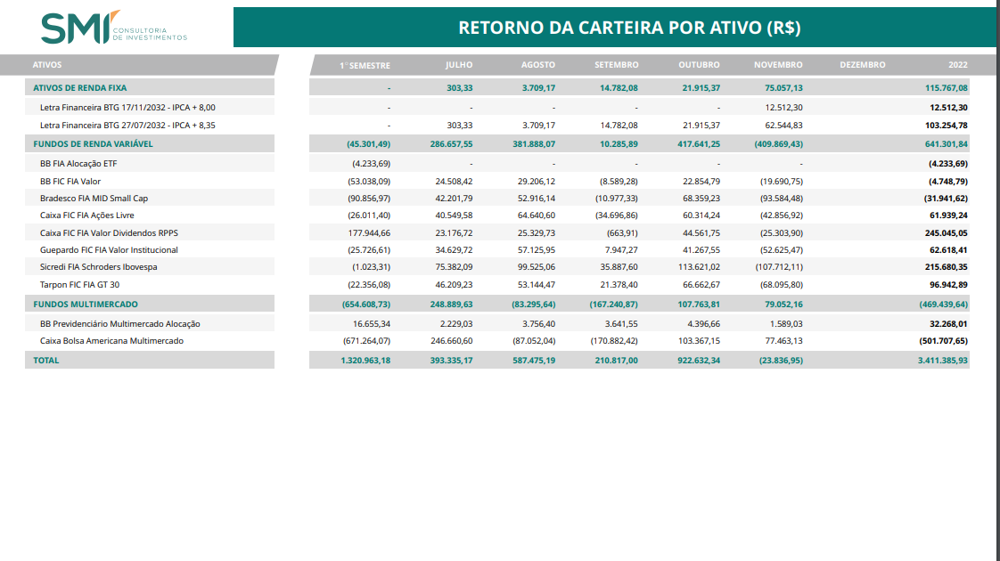 SMI CONSULTORIA DE INVESTIMENTOS
RETORNO DA CARTEIRA POR ATIVO (R$)
ATIVOS 1° SEMESTRE JULHO AGOSTO SETEMBRO OUTUBRO NOVEMBRO DEZEMBRO 2022
ATIVOS DE RENDA FIXA - 303,33 3.709,17 14.782,08 21.915,37 75.057,13 115.767,08
Letra Financeira BTG 17/11/2032 - IPCA + 8,00 - - - - - 12.512,30 12.512,30
Letra Financeira BTG 27/07/2032 - IPCA + 8,35 - 303,33 3.709,17 14.782,08 21.915,37 62.544,83 103.254,78
FUNDOS DE RENDA VARIÁVEL (45.301,49) 286.657,55 381.888,07 10.285,89 417.641,25 (409.869,43) 641.301,84
BB FIA Alocação ETF (4.233,69) - - - - - (4.233,69)
BB FIC FIA Valor (53.038,09) 24.508,42 29.206,12 (8.589,28) 22.854,79 (19.690,75) (4.748,79)
Bradesco FIA MID Small Cap (90.856,97) 42.201,79 52.916,14 (10.977,33) 68.359,23 (93.584,48) (31.941,62)
Caixa FIC FIA Ações Livre (26.011,40) 40.549,58 64.640,60 (34.696,86) 60.314,24 (42.856,92) 61.939,24
Caixa FIC FIA Valor Dividendos RPPS 177.944,66 23.176,72 25.329,73 (663,91) 44.561,75 (25.303,90) 245.045,05
Guepardo FIC FIA Valor Institucional (25.726,61) 34.629,72 57.125,95 7.947,27 41.267,55 (52.625,47) 62.618,41
Sicredi FIA Schroders Ibovespa (1.023,31) 75.382,09 99.525,06 35.887,60 113.621,02 (107.712,11) 215.680,35
Tarpon FIC FIA GT 30 (22.356,08) 46.209,23 53.144,47 21.378,40 66.662,67 (68.095,80) 96.942,89
FUNDOS MULTIMERCADO (654.608,73) 248.889,63 (83.295,64) (167.240,87) 107.763,81 79.052,16 (469.439,64)
BB Previdenciário Multimercado Alocação 16.655,34 2.229,03 3.756,40 3.641,55 4.396,66 1.589,03 32.268,01
Caixa Bolsa Americana Multimercado (671.264,07) 246.660,60 (87.052,04) (170.882,42) 103.367,15 77.463,13 (501.707,65)
TOTAL 1.320.963,18 393.335,17 587.475,19 210.817,00 922.632,34 (23.836,95) 3.411.385,93